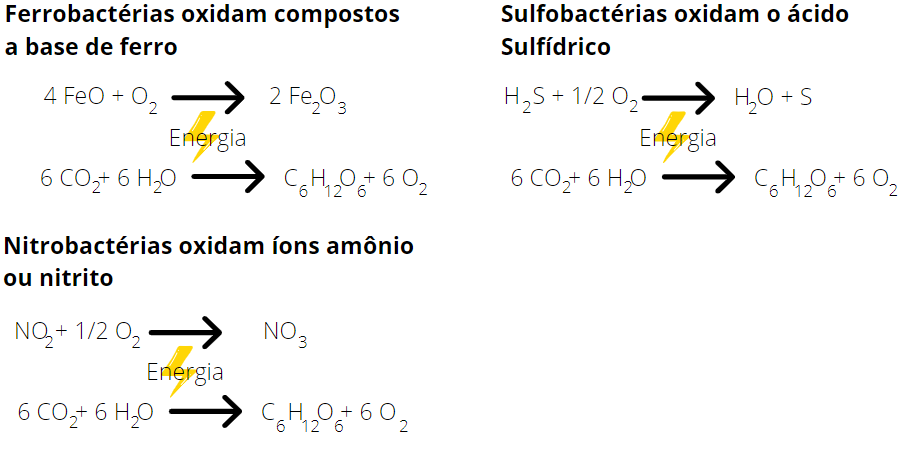 Ferrobactérias oxidam compostos
a base de ferro
4 FeO + O₂ → 2 Fe₂O₃
Energia
6 CO₂+ 6 H₂O → C₆H₁₂O₆+ 6 O₂
Sulfobactérias oxidam o ácido
Sulfídrico
H₂S + 1/2 O₂ → H₂O + S
Energia
6 CO₂+ 6 H₂O → C₆H₁₂O₆+ 6 O₂
Nitrobactérias oxidam íons amônio
ou nitrito
NO₂+ 1/2 O₂ → NO₃
Energia
6 CO₂+ 6 H₂O → C₆H₁₂O₆+ 6 O₂